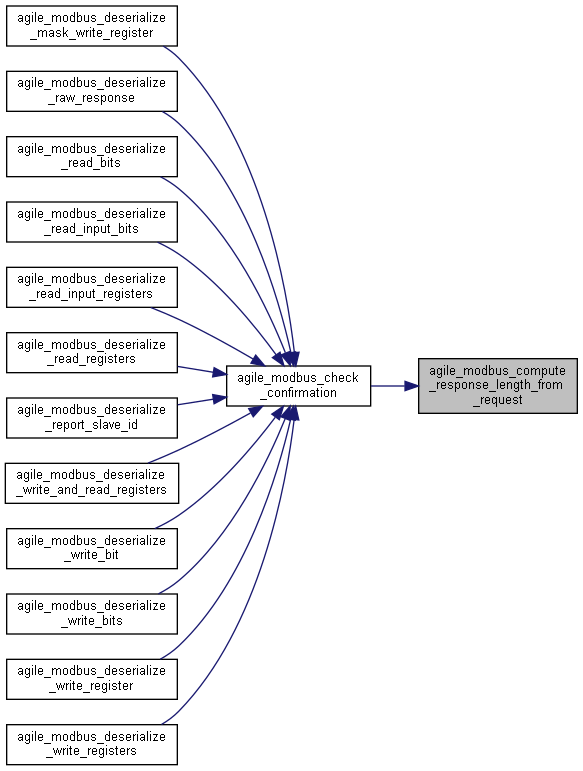 agile_modbus_deserialize
_mask_write_register
agile_modbus_deserialize
_raw_response
agile_modbus_deserialize
_read_bits
agile_modbus_deserialize
_read_input_bits
agile_modbus_deserialize
_read_input_registers
agile_modbus_deserialize
_read_registers
agile_modbus_deserialize
_report_slave_id
agile_modbus_deserialize
_write_and_read_registers
agile_modbus_deserialize
_write_bit
agile_modbus_deserialize
_write_bits
agile_modbus_deserialize
_write_register
agile_modbus_deserialize
_write_registers
agile_modbus_check
_confirmation
agile_modbus_compute
_response_length_from
_request